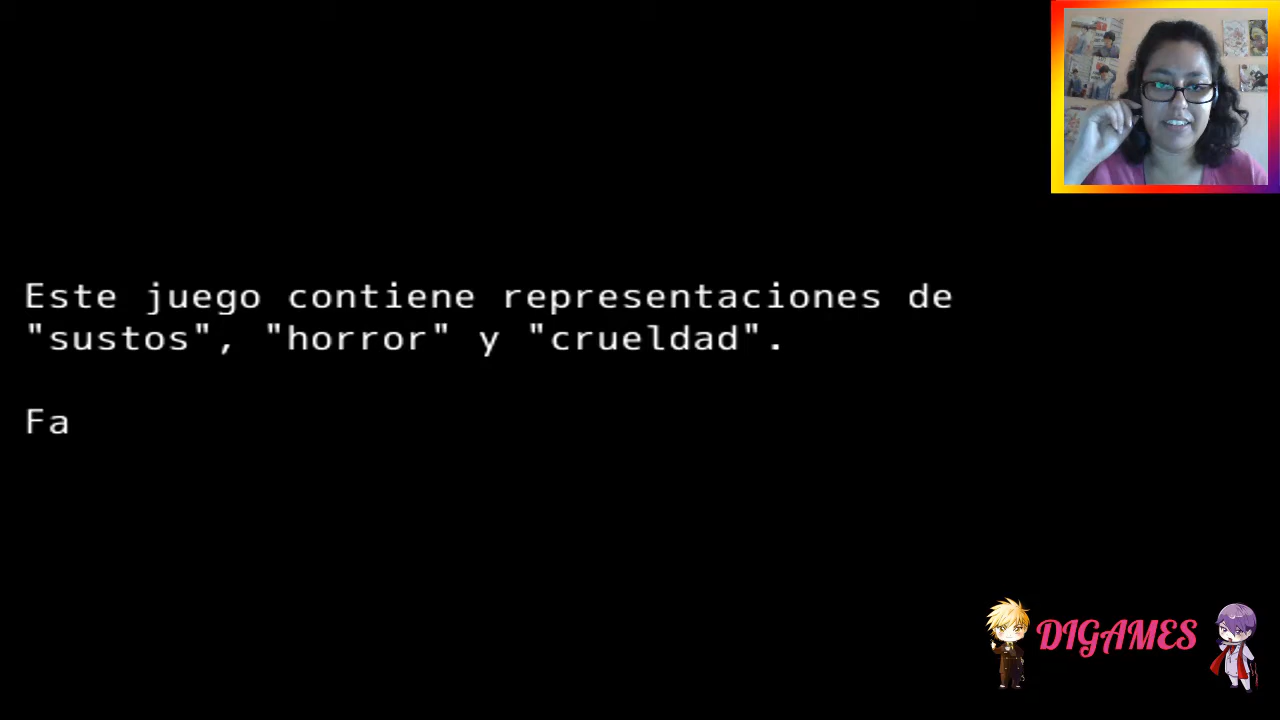 Este juego contiene representaciones de
"sustos", "horror" y "crueldad".
Fa
DIGAMES